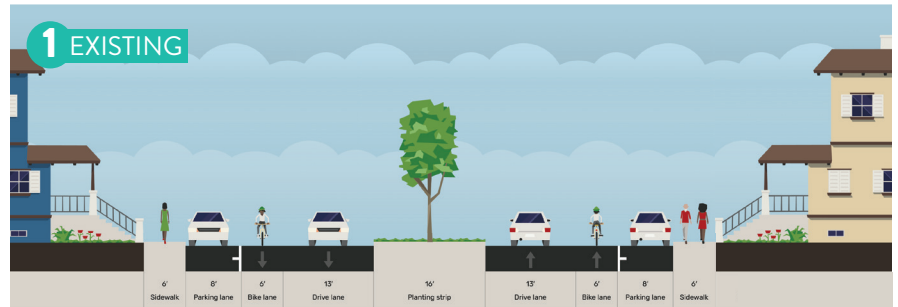 1 EXISTING
6' 8' 6' 13' 16' 13' 6' 8' 6'
Sidewalk Parking lane Bike lane Drive lane Planting strip Drive lane Bike lane Parking lane Sidewalk